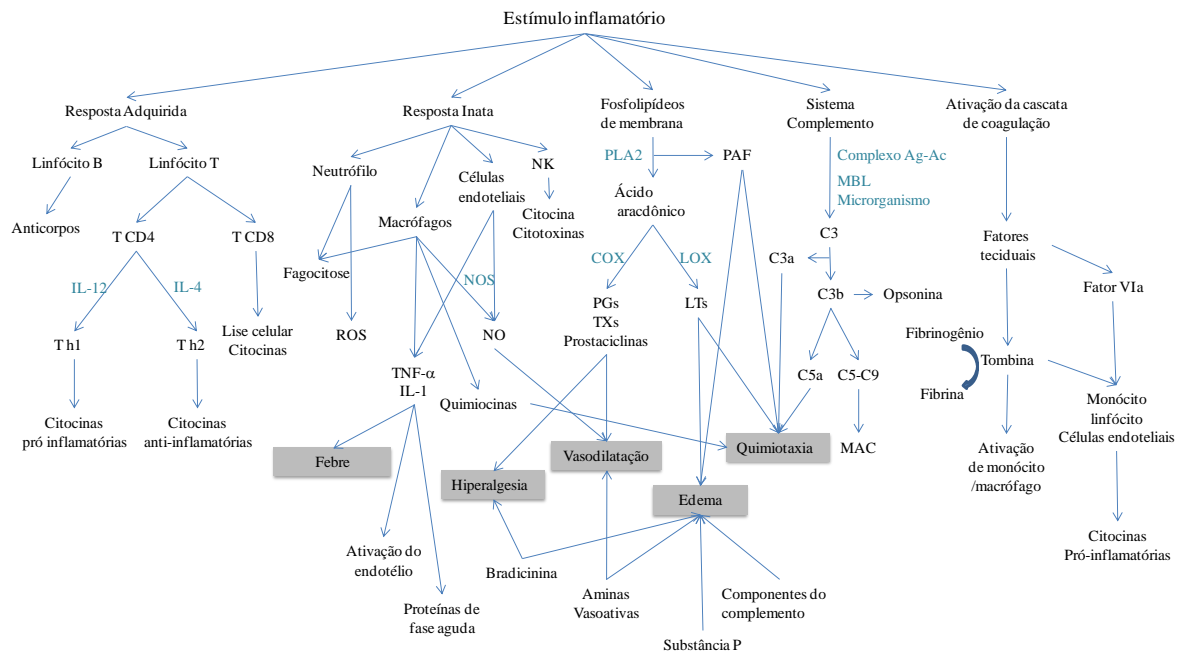 Estímulo inflamatório
Resposta Adquirida
Resposta Inata
Fosfolipídeos
de membrana
Sistema
Complemento
Ativação da cascata
de coagulação
Linfócito B
Linfócito T
Neutrófilo
Células
endoteliais
NK
PLA2
PAF
Complexo Ag-Ac
MBL
Microrganismo
Anticorpos
T CD4
T CD8
Macrófagos
Citocina
Citotoxinas
Ácido
aracdônico
C3
Fatores
teciduais
Fagocitose
COX
LOX
C3a
IL-12
IL-4
NOS
C3b
Opsonina
Fator VIa
Lise celular
Citocinas
ROS
NO
PGs
TXs
Prostaciclinas
LTs
Fibrinogênio
Tombina
Fibrina
T h1
T h2
TNF-α
IL-1
Quimiocinas
C5a
C5-C9
Monócito
linfócito
Células endoteliais
Citocinas
pró inflamatórias
Citocinas
anti-inflamatórias
Febre
Hiperalgesia
Vasodilatação
Quimiotaxia
MAC
Ativação
de monócito
/macrófago
Edema
Citocinas
Pró-inflamatórias
Ativação do
endotélio
Bradicinina
Aminas
Vasoativas
Componentes do
complemento
Proteínas de
fase aguda
Substância P